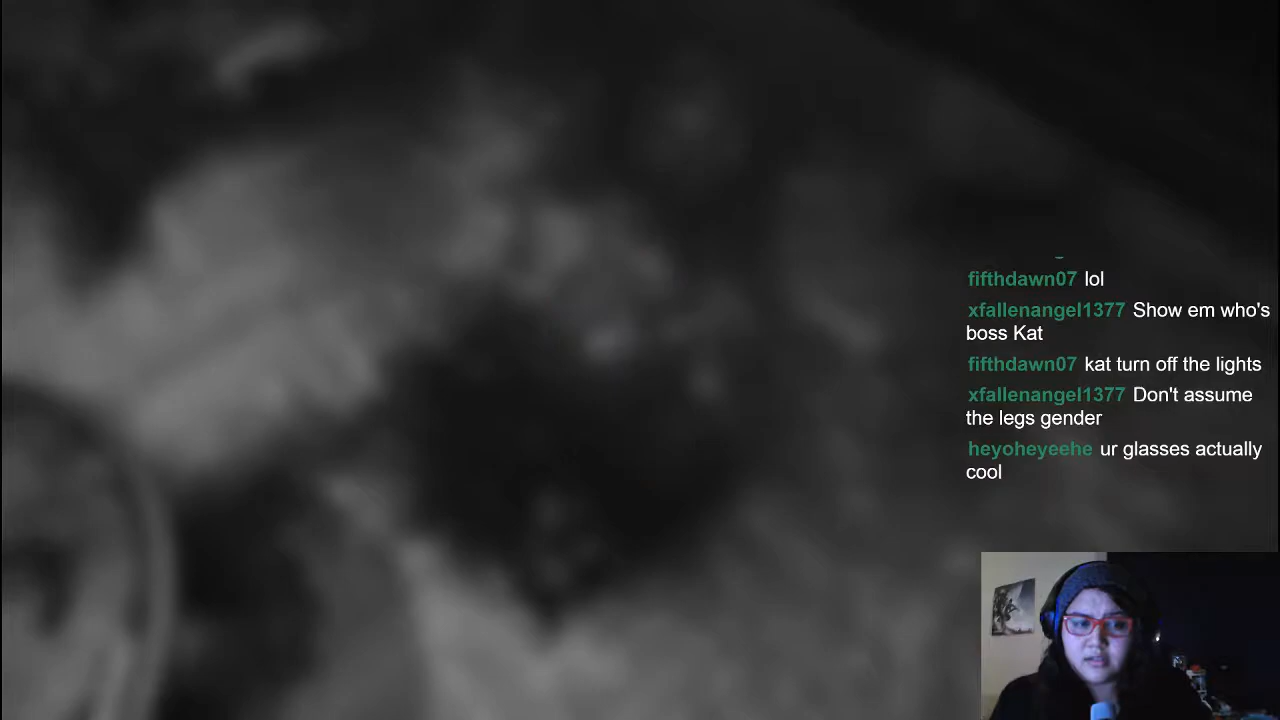 fifthdawn07 lol
xfallenangel1377 Show em who's
boss Kat
fifthdawn07 kat turn off the lights
xfallenangel1377 Don't assume
the legs gender
heyoheyeehe ur glasses actually
cool